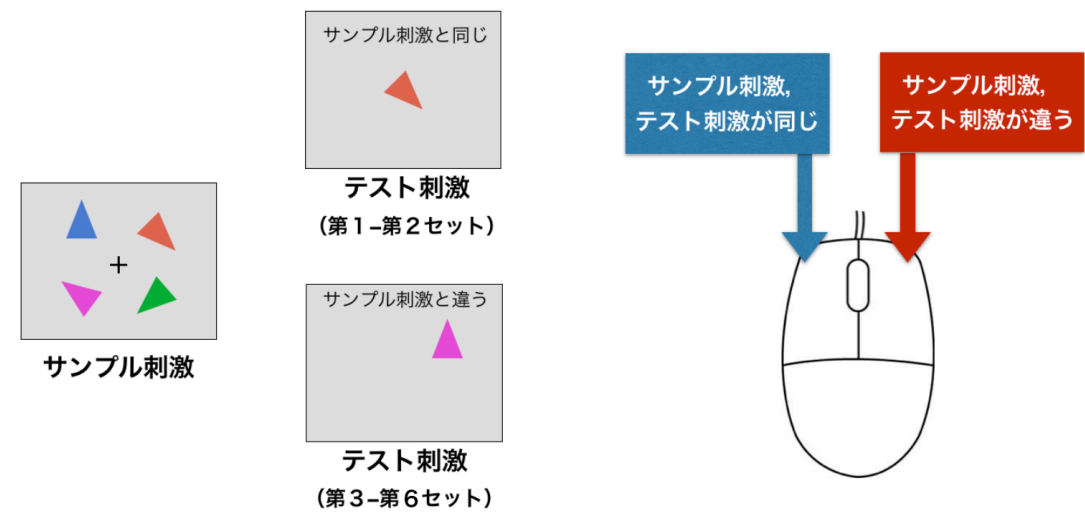 サンプル刺激と同じ
テスト刺激
（第１–第２セット）
サンプル刺激
サンプル刺激と違う
テスト刺激
（第３–第６セット）
サンプル刺激,
テスト刺激が同じ
サンプル刺激,
テスト刺激が違う